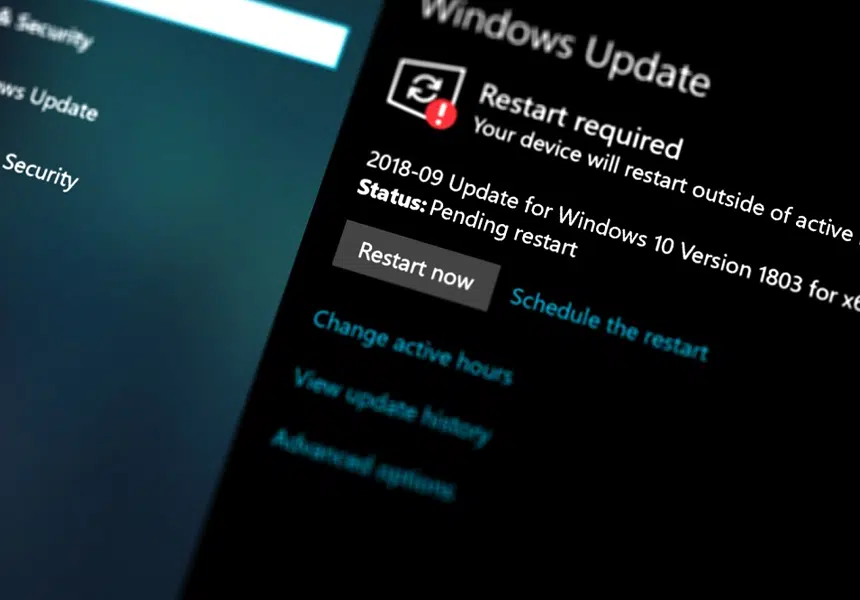 & Security
ws Update
Security
Windows Update
Restart required
Your device will restart outside of active
2018-09 Update for Windows 10 Version 1803 for x6
Status: Pending restart
Restart now
Schedule the restart
Change active hours
View update history
Advanced options